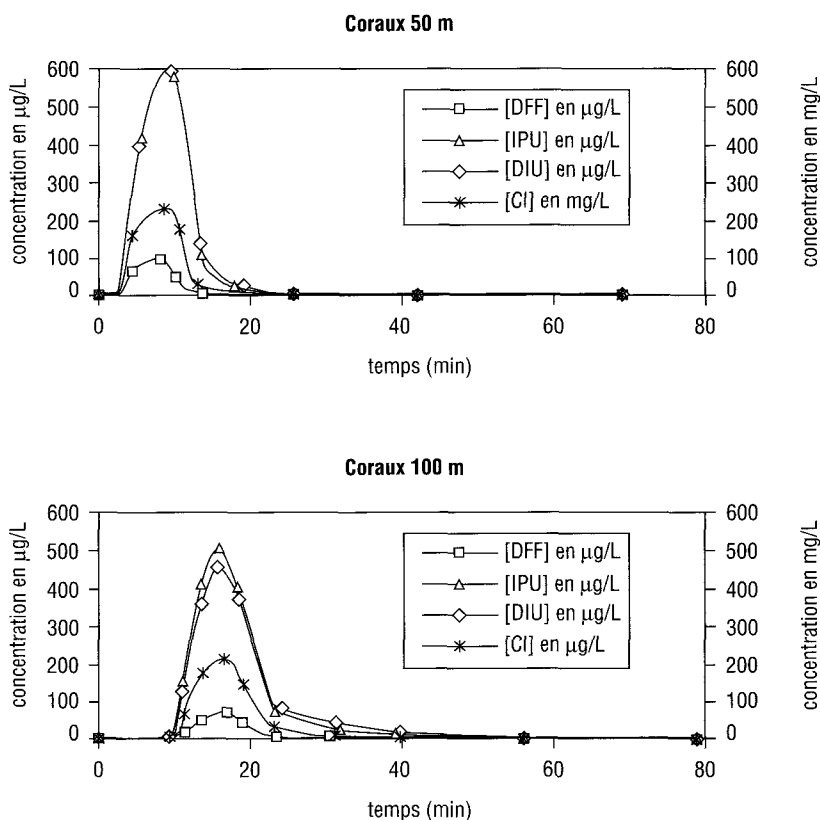 Coraux 50 m
concentration en µg/L
600
500
400
300
200
100
0
600
500
400
300
200
100
0
concentration en mg/L
[DFF] en µg/L
[IPU] en µg/L
[DIU] en µg/L
[Cl] en mg/L
0 20 40 60 80
temps (min)
Coraux 100 m
concentration en µg/L
600
500
400
300
200
100
0
600
500
400
300
200
100
0
concentration en mg/L
[DFF] en µg/L
[IPU] en µg/L
[DIU] en µg/L
[Cl] en µg/L
0 20 40 60 80
temps (min)